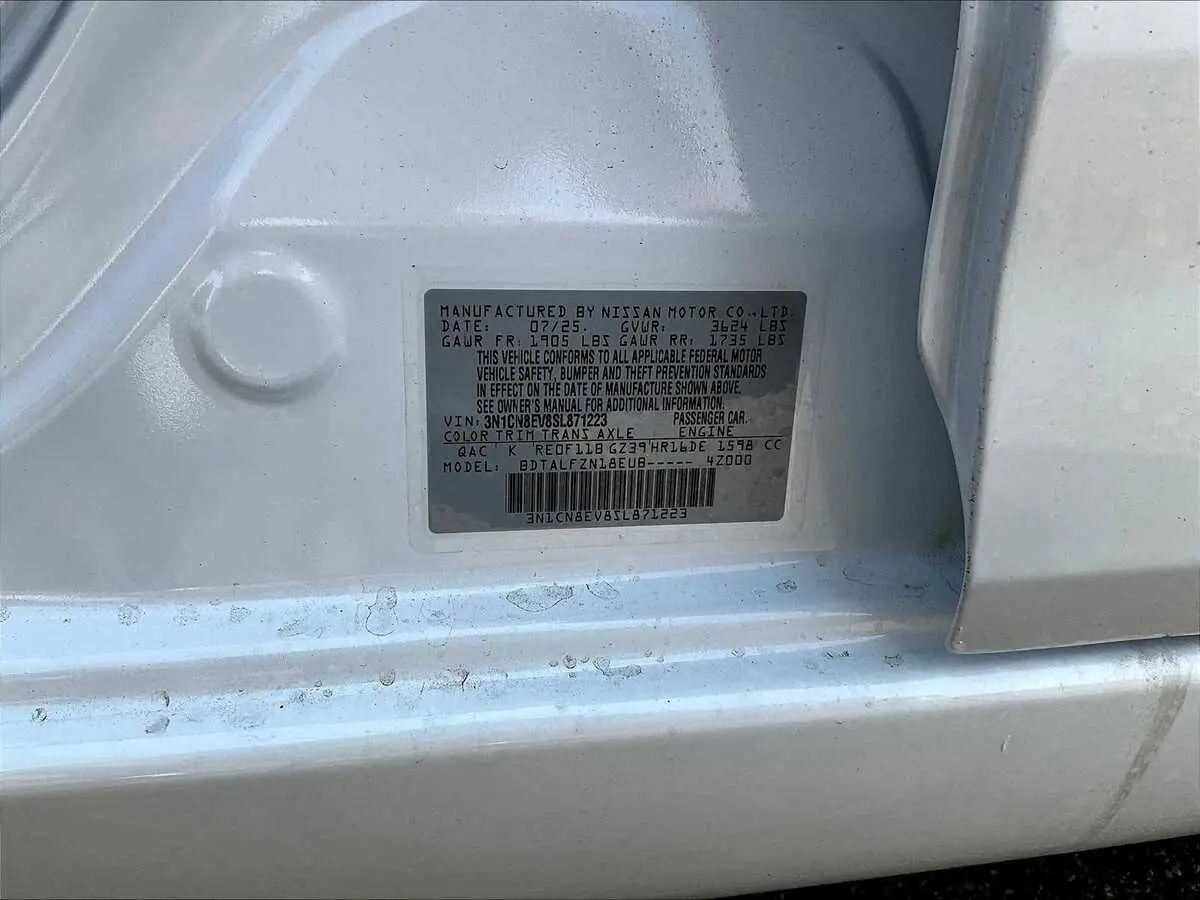 MANUFACTURED BY NISSAN MOTOR CO.,LTD.
DATE: 07/25. GVWR: 3624 LBS
GAWR FR: 1905 LBS GAWR RR: 1735 LBS
THIS VEHICLE CONFORMS TO ALL APPLICABLE FEDERAL MOTOR
VEHICLE SAFETY, BUMPER AND THEFT PREVENTION STANDARDS
IN EFFECT ON THE DATE OF MANUFACTURE SHOWN ABOVE.
SEE OWNER'S MANUAL FOR ADDITIONAL INFORMATION.
VIN: 3N1CN8EV8SL871223 PASSENGER CAR.
COLOR TRIM TRANS AXLE ENGINE
QAC K RE0F11B GZ39 HR16DE 1598 CC
MODEL: BDTALFZN18EUB----- 4Z000
3N1CN8EV8SL871223